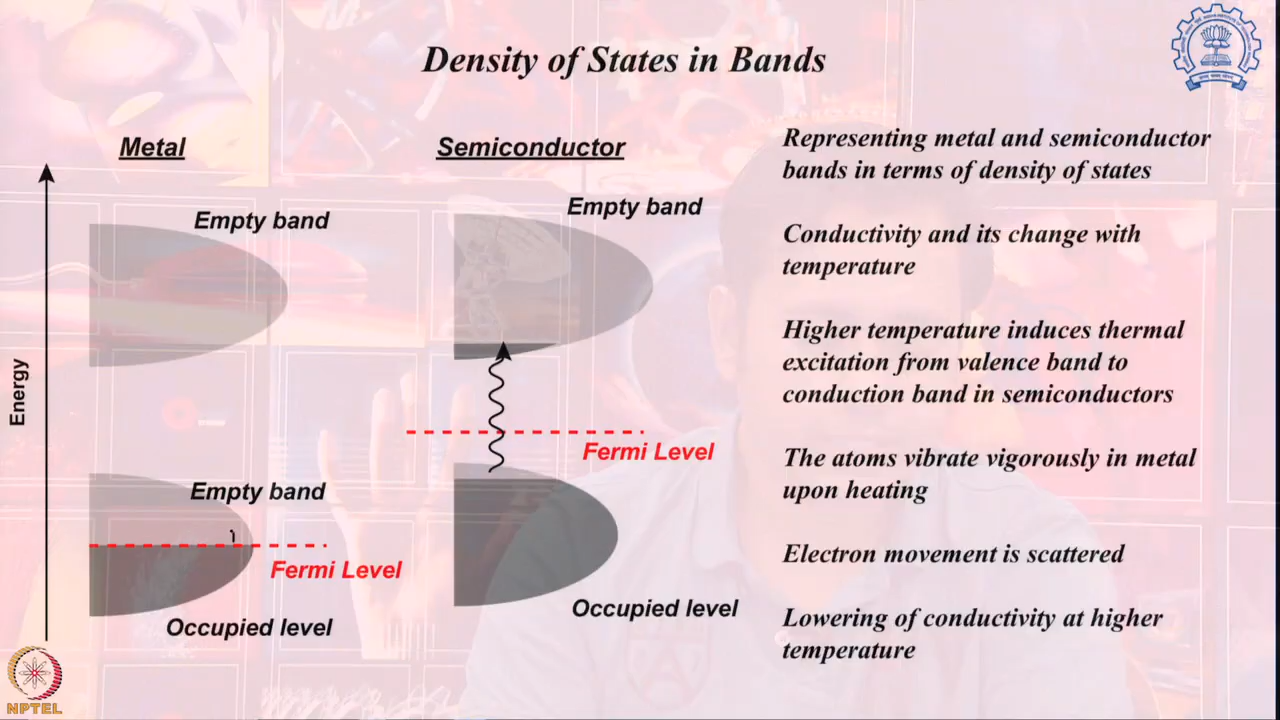 Density of States in Bands
Metal
Semiconductor
Empty band
Empty band
Energy
Empty band
Fermi Level
Occupied level
Fermi Level
Occupied level
Representing metal and semiconductor
bands in terms of density of states
Conductivity and its change with
temperature
Higher temperature induces thermal
excitation from valence band to
conduction band in semiconductors
The atoms vibrate vigorously in metal
upon heating
Electron movement is scattered
Lowering of conductivity at higher
temperature
NPTEL